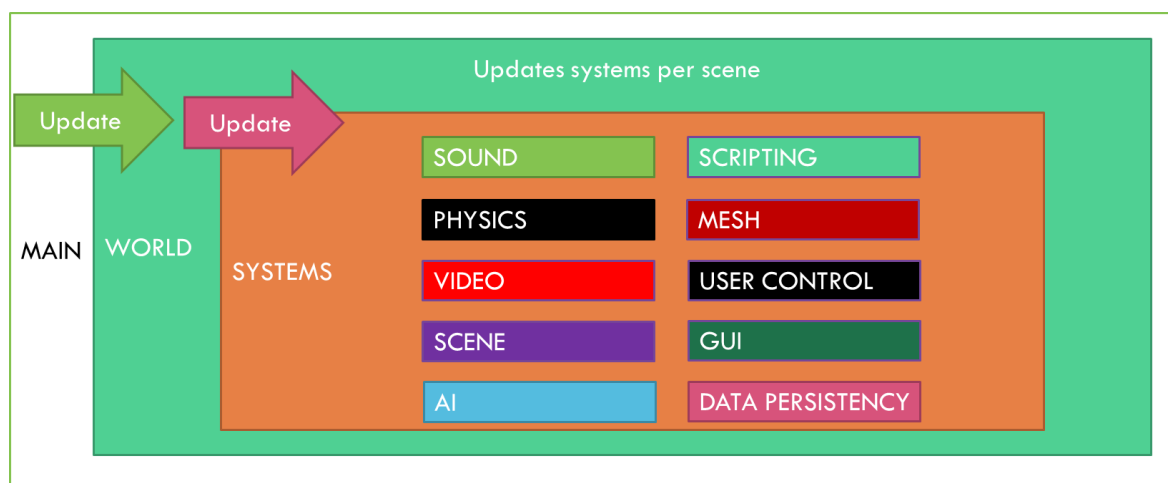 Updates systems per scene
Update
Update
MAIN
WORLD
SYSTEMS
SOUND
SCRIPTING
PHYSICS
MESH
VIDEO
USER CONTROL
SCENE
GUI
AI
DATA PERSISTENCY